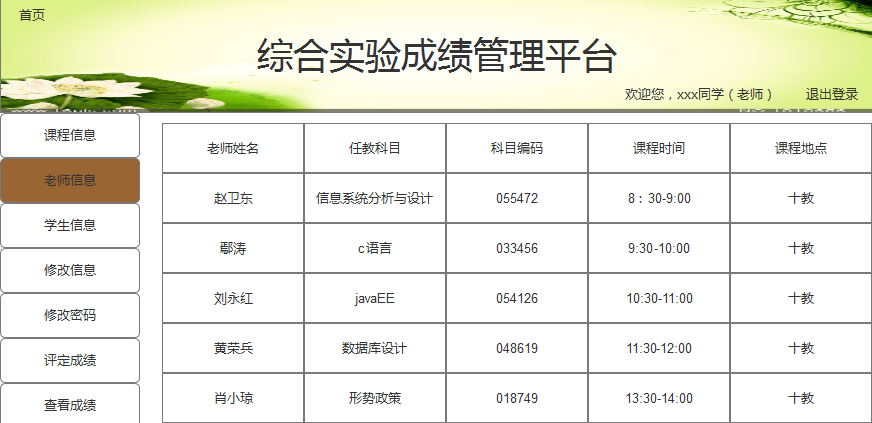 首页
综合实验成绩管理平台
欢迎您，xxx同学（老师） 退出登录
课程信息
老师信息
学生信息
修改信息
修改密码
评定成绩
查看成绩
老师姓名 任教科目 科目编码 课程时间 课程地点
赵卫东 信息系统分析与设计 055472 8：30-9:00 十教
鄢涛 c语言 033456 9:30-10:00 十教
刘永红 javaEE 054126 10:30-11:00 十教
黄荣兵 数据库设计 048619 11:30-12:00 十教
肖小琼 形势政策 018749 13:30-14:00 十教